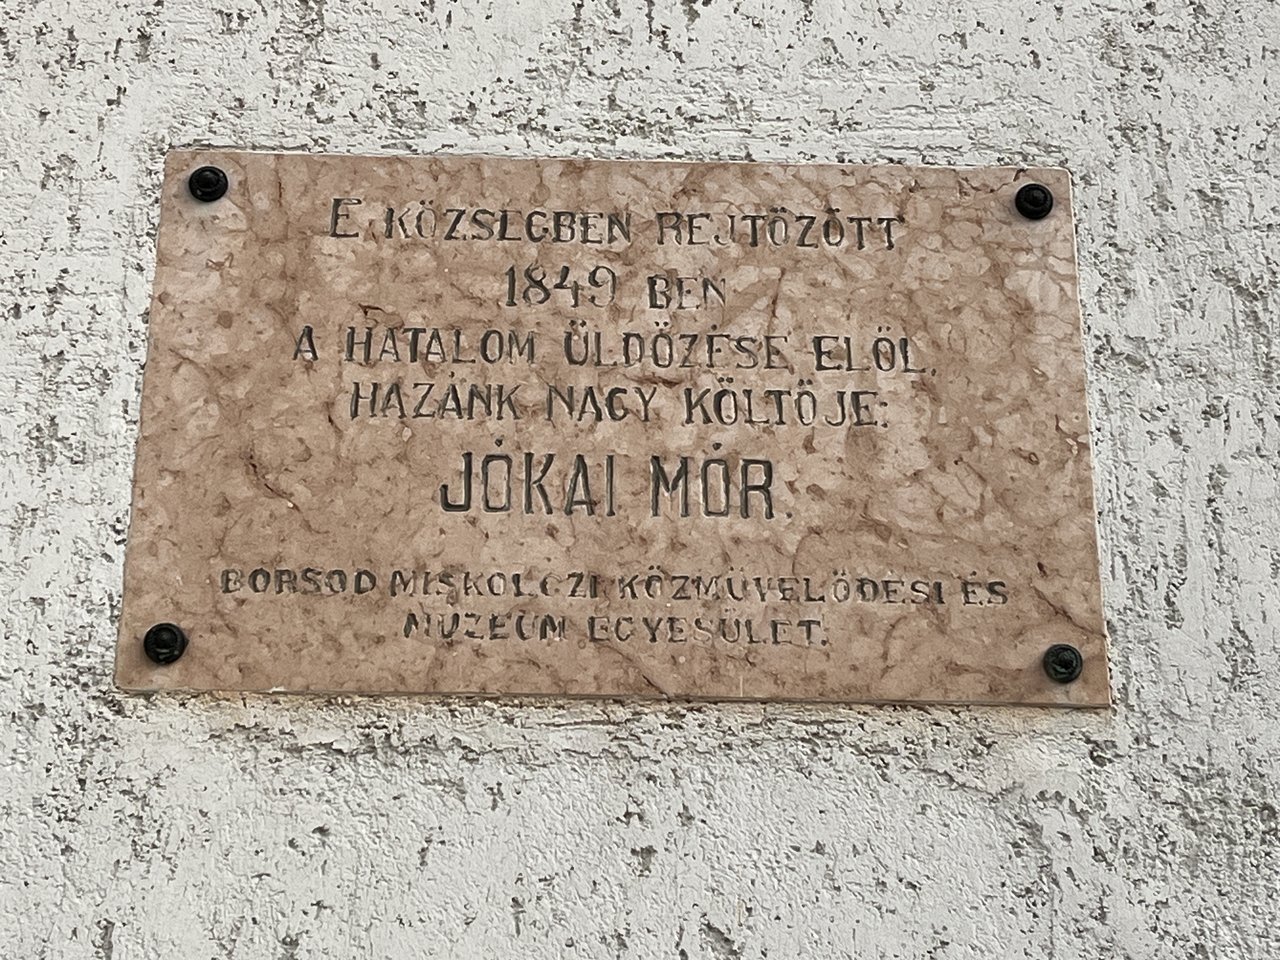 E KÖZSÉGBEN REJTŐZÖTT
1849 BEN
A HATALOM ÜLDÖZÉSE ELŐL,
HAZÁNK NAGY KÖLTŐJE:
JÓKAI MÓR.
BORSOD MISKOLCZI KÖZMŰVELŐDÉSI ÉS
MUZEUM EGYESÜLET.